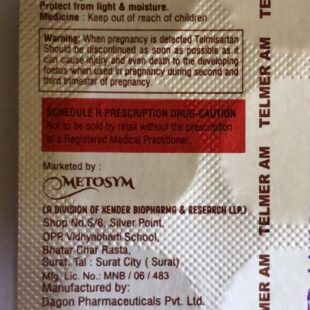 Protect from light & moisture.
Medicine : Keep out of reach of children.
Warning: When pregnancy is detected Telmisartan
Should be discontinued as soon as possible as it
can cause injury and even death to the developing
foetus when used in pregnancy during second and
third trimester of pregnancy.
SCHEDULE H PRESCRIPTION DRUG-CAUTION
Not to be sold by retail without the prescription
of a Registered Medical Practitioner.
Marketed by :
METOSYM
(A DIVISION OF XENDER BIOPHARMA & RESEARCH LLP.)
Shop No.S/8, Silver Point,
OPP. Vidhyabharti School,
Bhatar Char Rasta,
Surat. Tal : Surat City ( Surat)
Mfg. Lic. No.: MNB / 06 / 483
Manufactured by:
Dagon Pharmaceuticals Pvt. Ltd.
TELMER AM
TELMER AM
MER AM